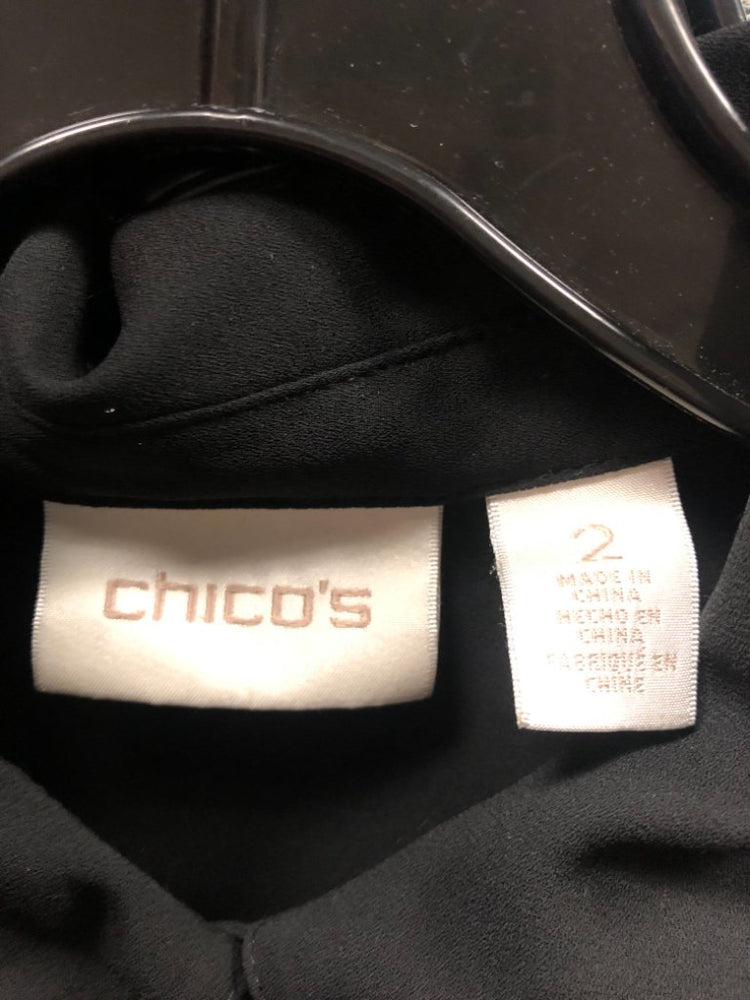 chico's
2
MADE IN
CHINA
HECHO EN
CHINA
FABRIQUÉ EN
CHINE